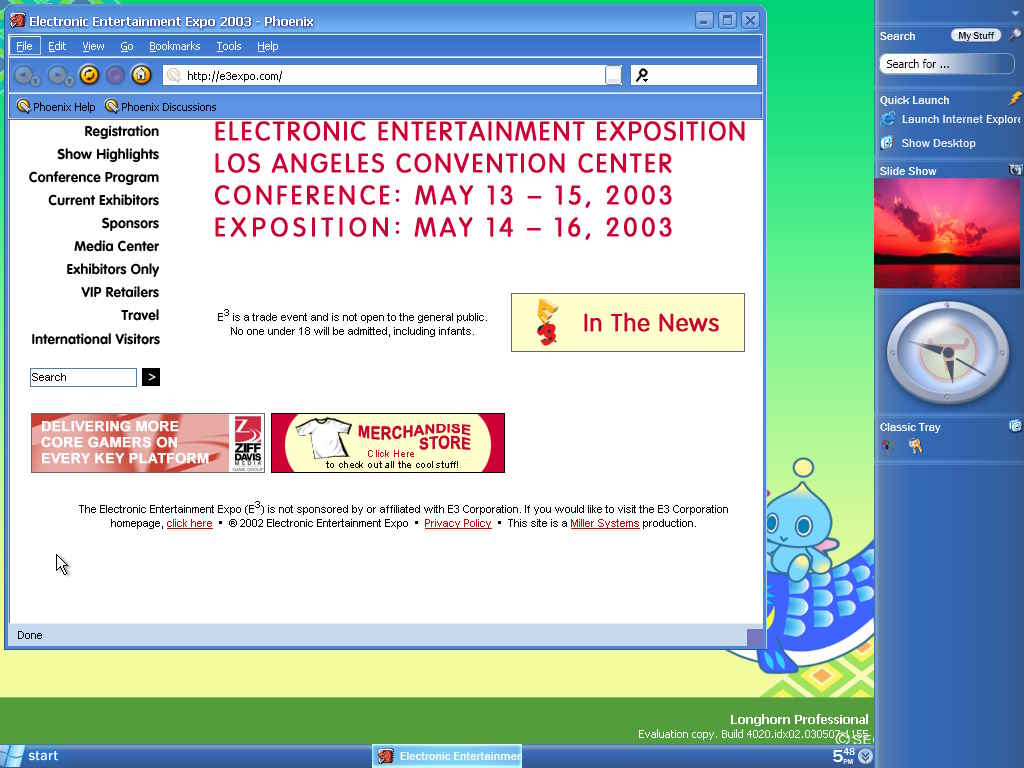 Electronic Entertainment Expo 2003 - Phoenix
File Edit View Go Bookmarks Tools Help
http://e3expo.com/
Phoenix Help Phoenix Discussions
Registration
Show Highlights
Conference Program
Current Exhibitors
Sponsors
Media Center
Exhibitors Only
VIP Retailers
Travel
International Visitors
Search >
ELECTRONIC ENTERTAINMENT EXPOSITION
LOS ANGELES CONVENTION CENTER
CONFERENCE: MAY 13 – 15, 2003
EXPOSITION: MAY 14 – 16, 2003
E3 is a trade event and is not open to the general public.
No one under 18 will be admitted, including infants.
In The News
DELIVERING MORE
CORE GAMERS ON
EVERY KEY PLATFORM
ZIFF
DAVIS
MEDIA
GAME GROUP
MERCHANDISE
STORE
Click Here
to check out all the cool stuff!
The Electronic Entertainment Expo (E3) is not sponsored by or affiliated with E3 Corporation. If you would like to visit the E3 Corporation
homepage, click here • ® 2002 Electronic Entertainment Expo • Privacy Policy • This site is a Miller Systems production.
Done
Search My Stuff
Search for ...
Quick Launch
Launch Internet Explore
Show Desktop
Slide Show
Classic Tray
Longhorn Professional
Evaluation copy. Build 4020.idx02.030507-1155
(C) SE
start
Electronic Entertainmen
5 48 PM